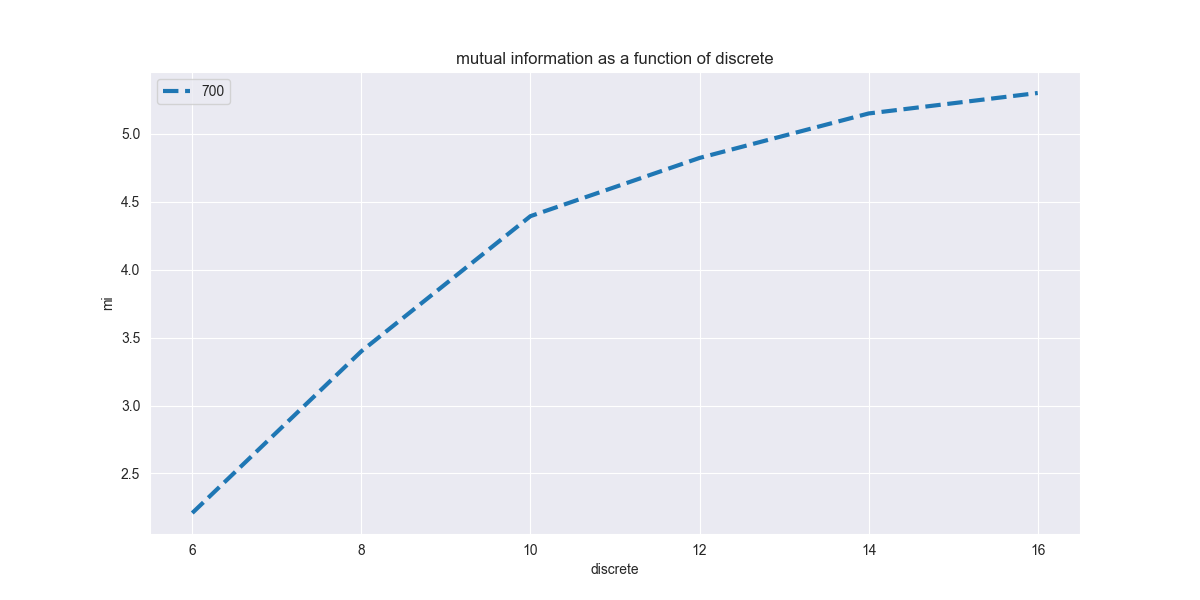 mutual information as a function of discrete
700
5.0
4.5
4.0
3.5
3.0
2.5
mi
6 8 10 12 14 16
discrete